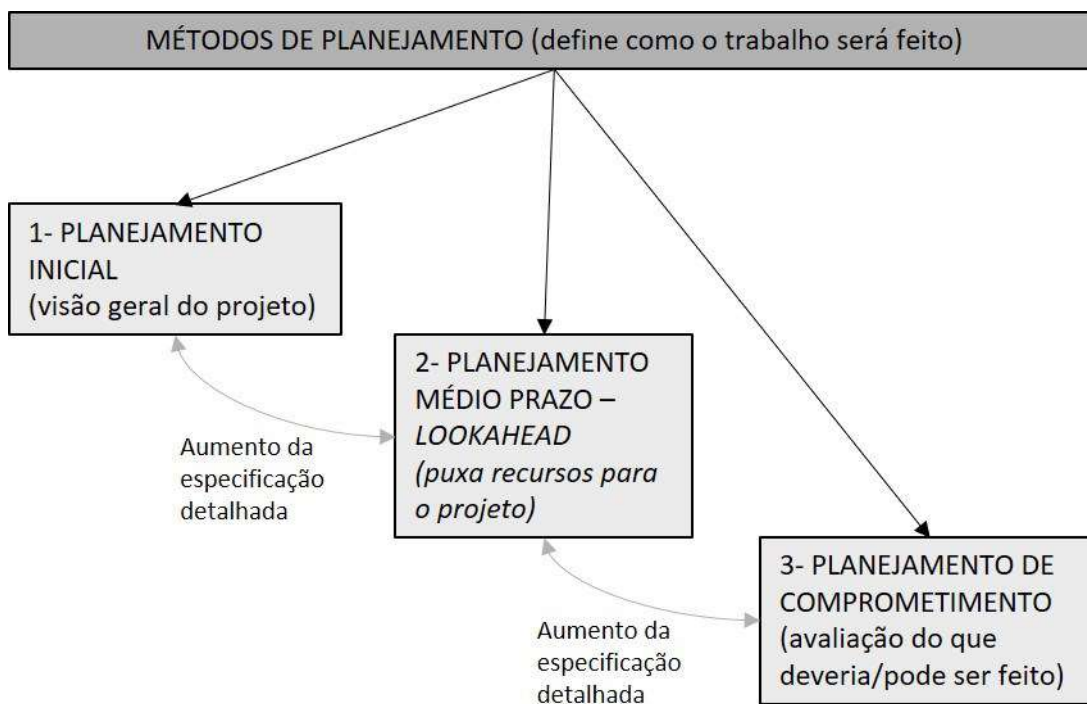 MÉTODOS DE PLANEJAMENTO (define como o trabalho será feito)
1- PLANEJAMENTO
INICIAL
(visão geral do projeto)
2- PLANEJAMENTO
MÉDIO PRAZO –
LOOKAHEAD
(puxa recursos para
o projeto)
Aumento da
especificação
detalhada
3- PLANEJAMENTO DE
COMPROMETIMENTO
(avaliação do que
deveria/pode ser feito)
Aumento da
especificação
detalhada